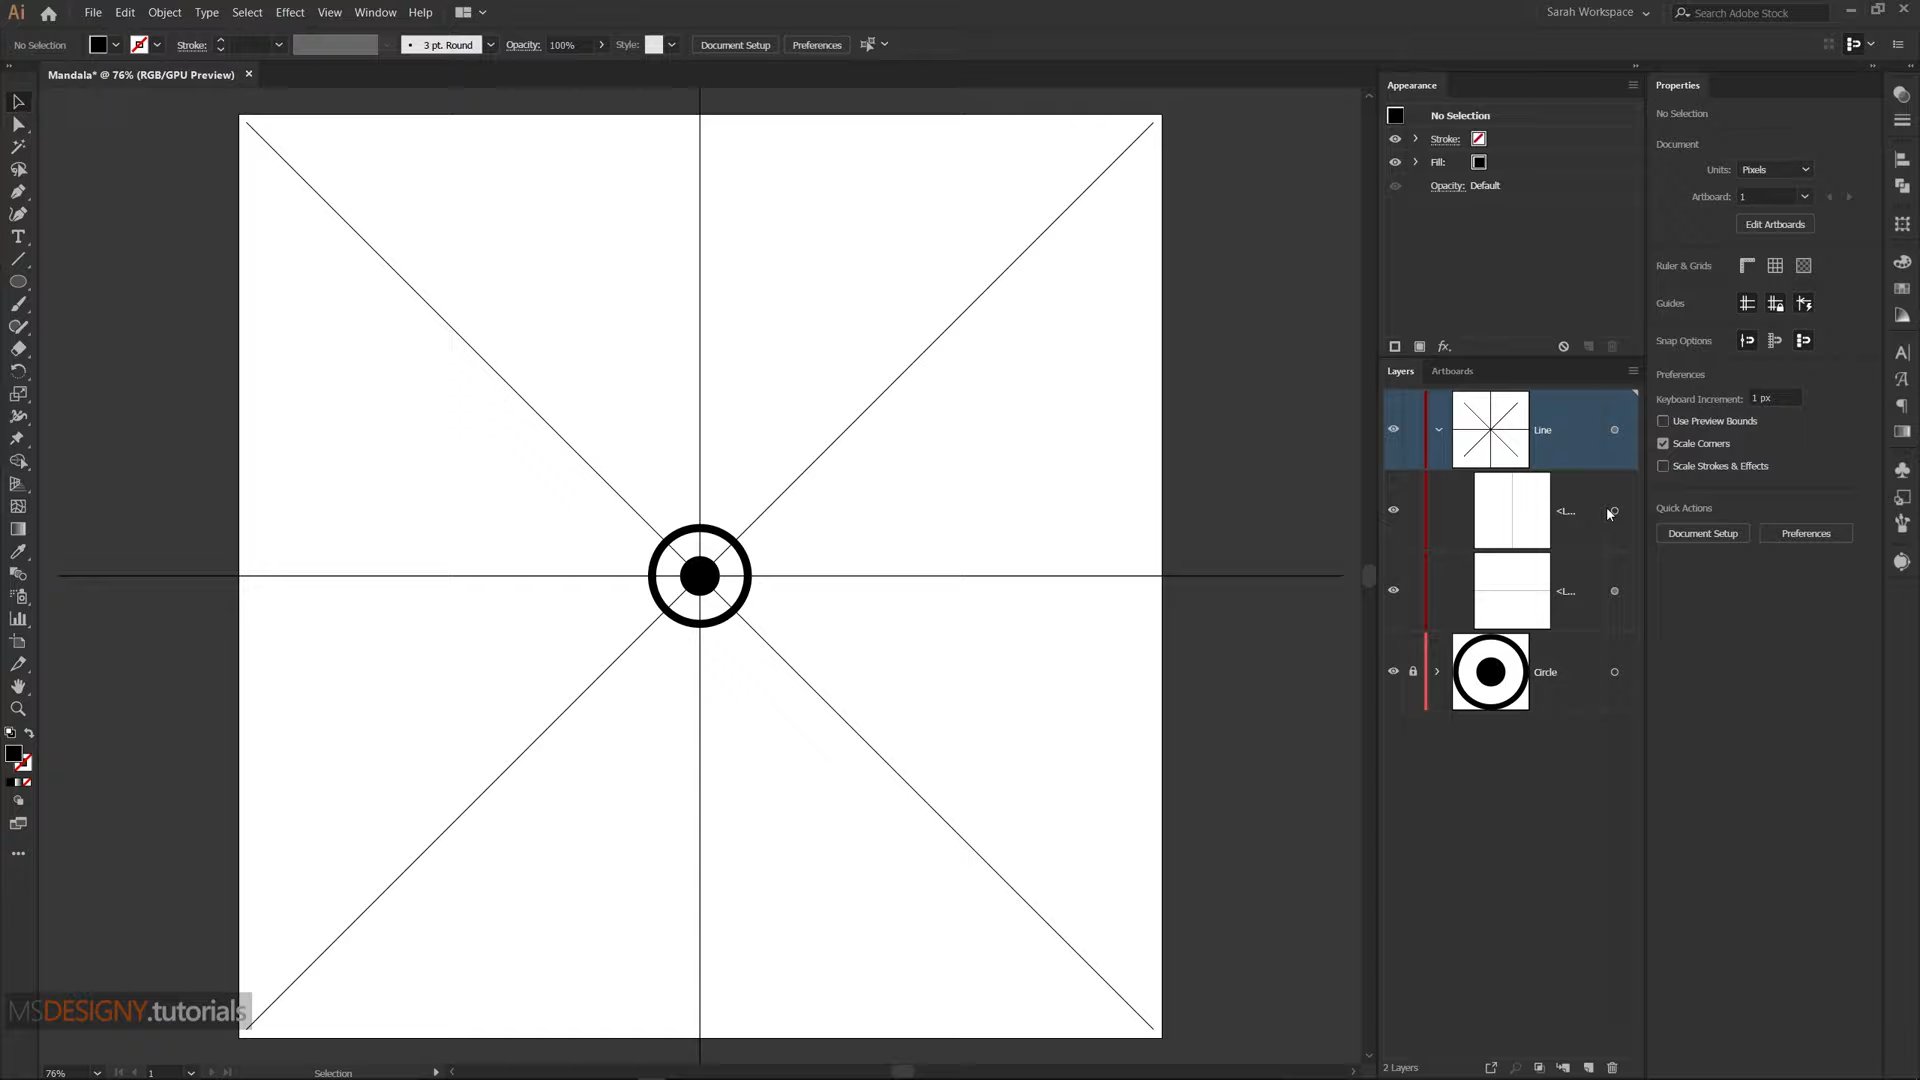 Ai File Edit Object Type Select Effect View Window Help Sarah Workspace Search Adobe Stock
No Selection Stroke: 3 pt. Round Opacity: 100% Style: Document Setup Preferences
Mandala* @ 76% (RGB/GPU Preview)
Appearance
No Selection
Stroke:
Fill:
Opacity: Default
fx.
Layers Artboards
Line
<L...
<L...
Circle
2 Layers
Properties
No Selection
Document
Units: Pixels
Artboard: 1
Edit Artboards
Ruler & Grids
Guides
Snap Options
Preferences
Keyboard Increment: 1 px
Use Preview Bounds
Scale Corners
Scale Strokes & Effects
Quick Actions
Document Setup Preferences
MSDESIGNY.tutorials
76% 1 Selection